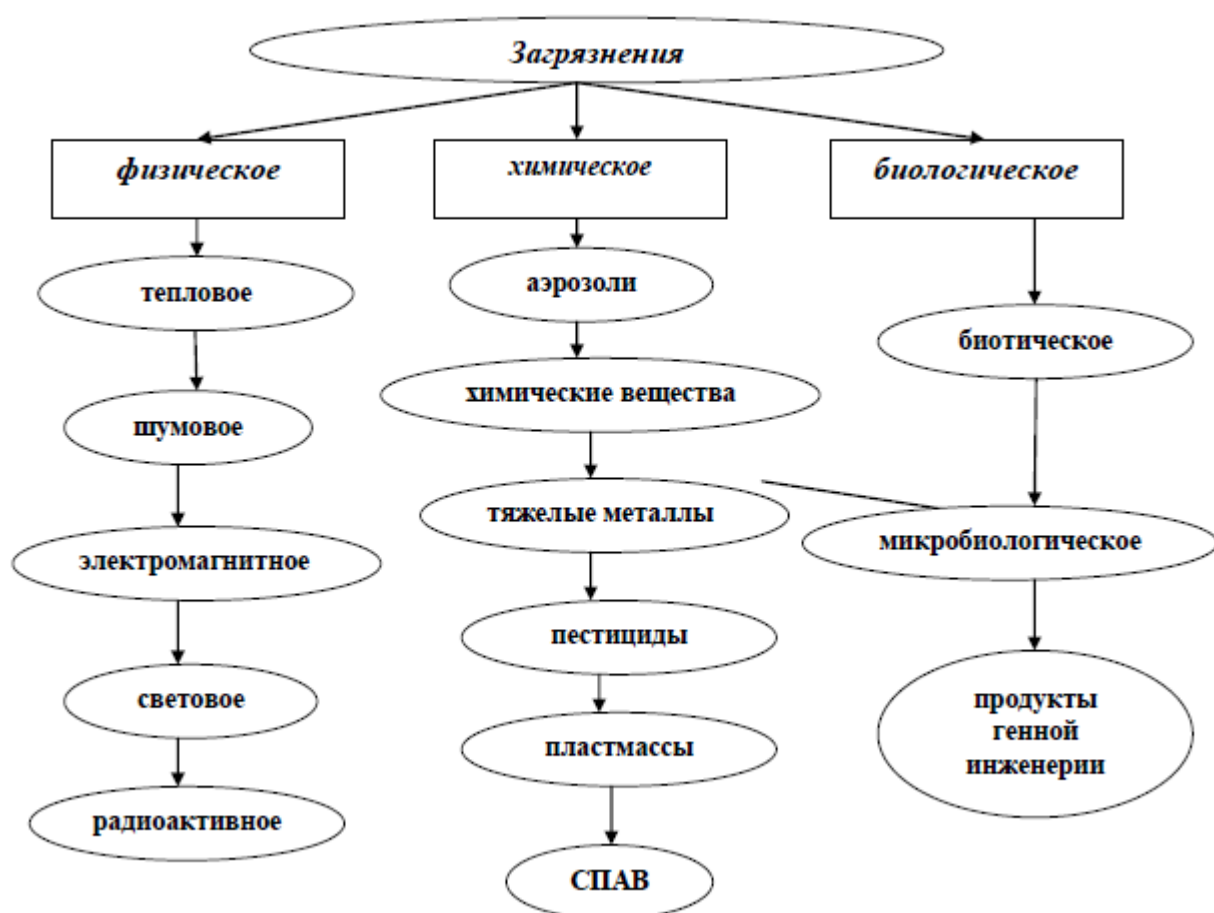 Загрязнения
физическое
химическое
биологическое
тепловое
шумовое
электромагнитное
световое
радиоактивное
аэрозоли
химические вещества
тяжелые металлы
пестициды
пластмассы
СПАВ
биотическое
микробиологическое
продукты
генной
инженерии